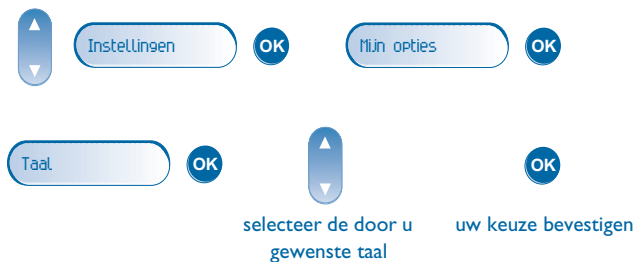 Instellingen OK Mijn opties OK
Taal OK OK
selecteer de door u
gewenste taal
uw keuze bevestigen